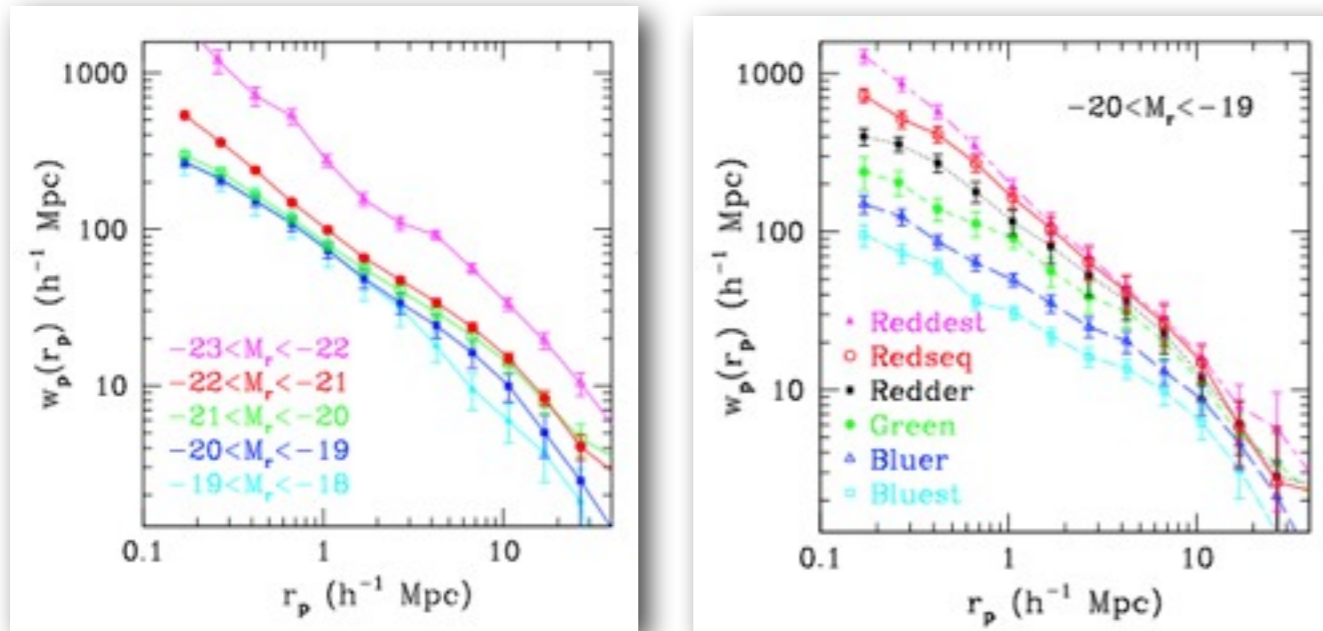 1000
100
10
w_p(r_p) (h⁻¹ Mpc)
-23<M_r<-22
-22<M_r<-21
-21<M_r<-20
-20<M_r<-19
-19<M_r<-18
0.1 1 10
r_p (h⁻¹ Mpc)
1000
100
10
w_p(r_p) (h⁻¹ Mpc)
-20<M_r<-19
Reddest
Redseq
Redder
Green
Bluer
Bluest
0.1 1 10
r_p (h⁻¹ Mpc)